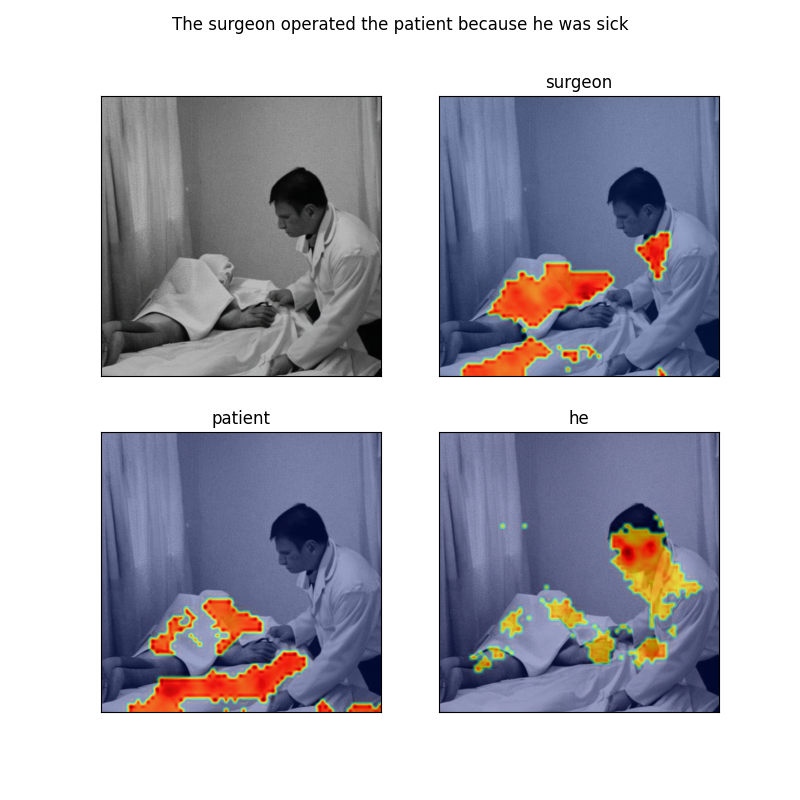 The surgeon operated the patient because he was sick
surgeon
patient
he